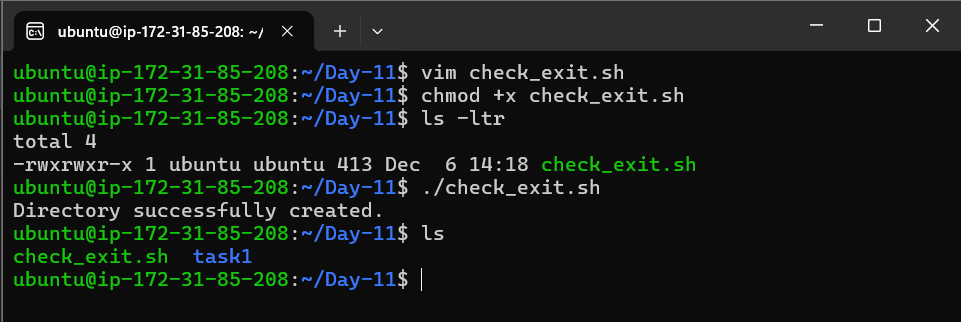 ubuntu@ip-172-31-85-208: ~/
ubuntu@ip-172-31-85-208:~/Day-11$ vim check_exit.sh
ubuntu@ip-172-31-85-208:~/Day-11$ chmod +x check_exit.sh
ubuntu@ip-172-31-85-208:~/Day-11$ ls -ltr
total 4
-rwxrwxr-x 1 ubuntu ubuntu 413 Dec  6 14:18 check_exit.sh
ubuntu@ip-172-31-85-208:~/Day-11$ ./check_exit.sh
Directory successfully created.
ubuntu@ip-172-31-85-208:~/Day-11$ ls
check_exit.sh  task1
ubuntu@ip-172-31-85-208:~/Day-11$